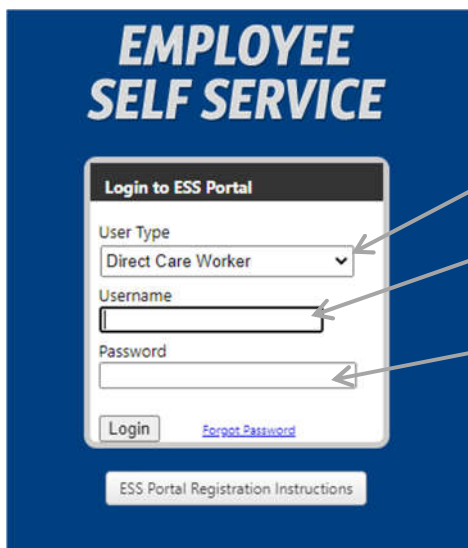 EMPLOYEE
SELF SERVICE
Login to ESS Portal
User Type
Direct Care Worker
Username
Password
Login Forgot Password
ESS Portal Registration Instructions